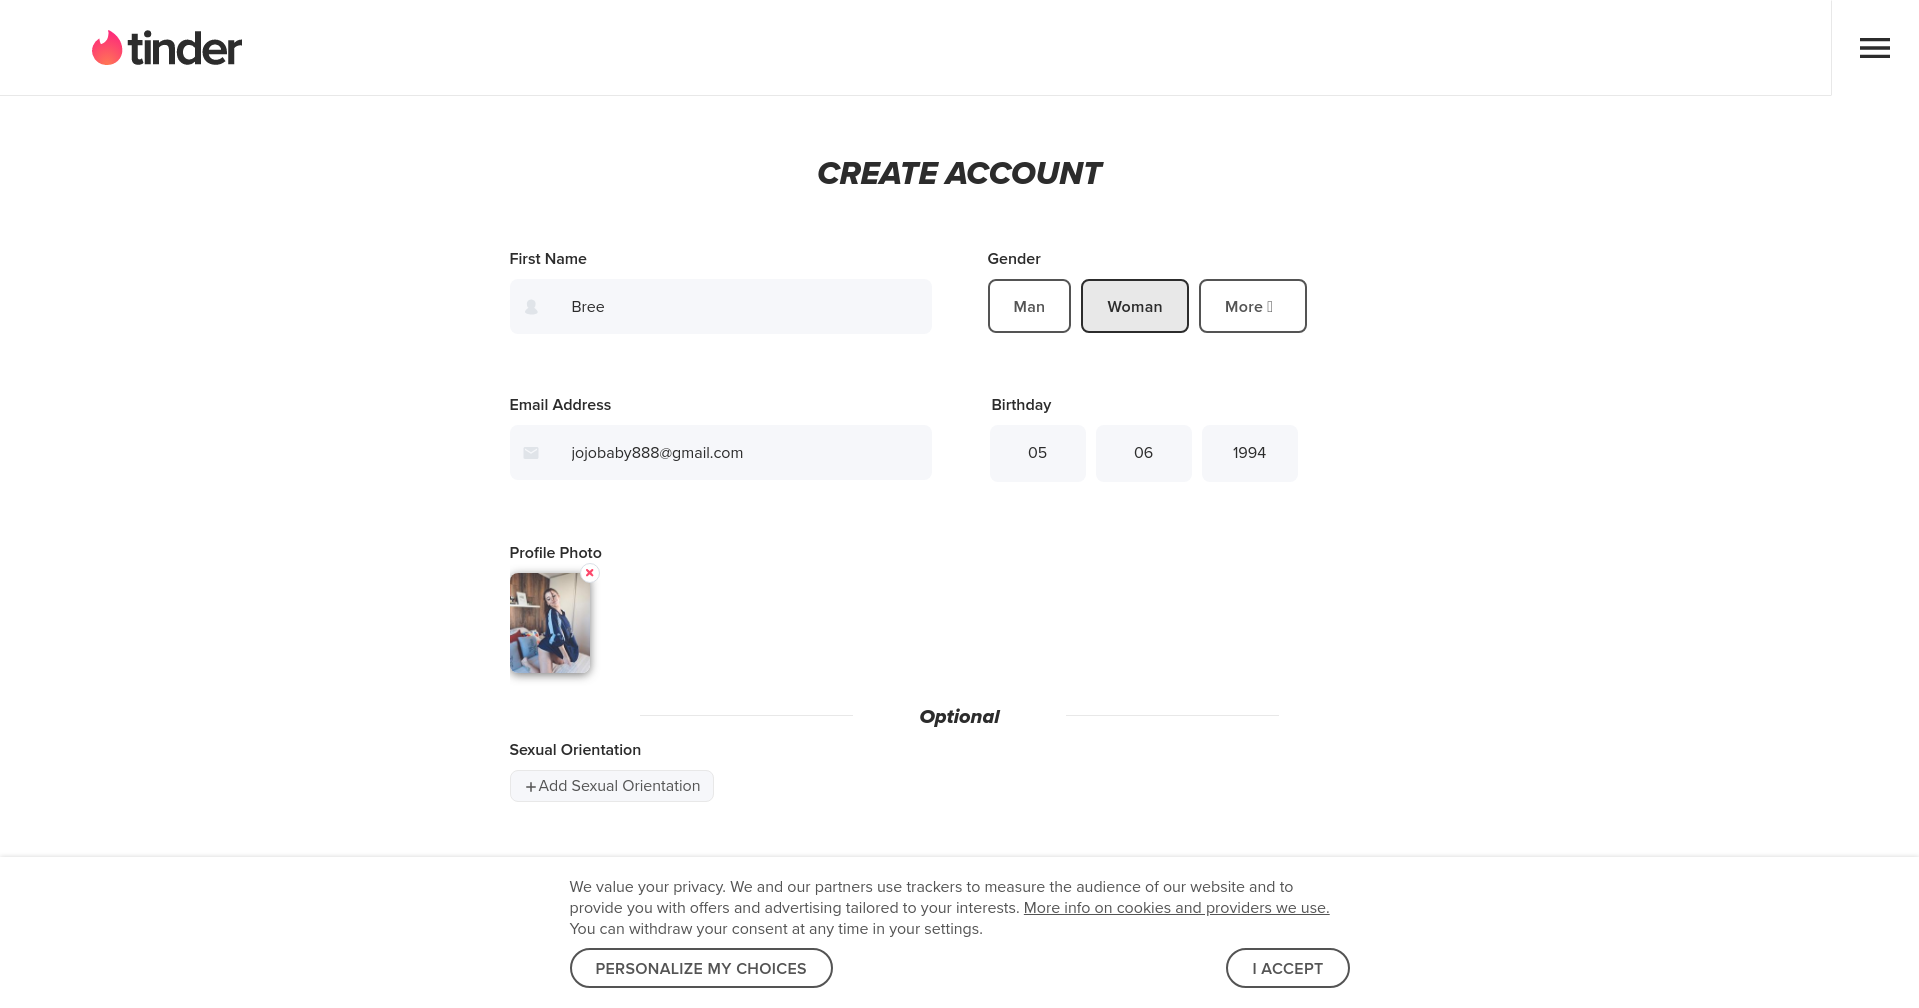 tinder
CREATE ACCOUNT
First Name
Gender
Bree
Man
Woman
More
Email Address
Birthday
jojobaby888@gmail.com
05
06
1994
Profile Photo
Optional
Sexual Orientation
+Add Sexual Orientation
We value your privacy. We and our partners use trackers to measure the audience of our website and to
provide you with offers and advertising tailored to your interests. More info on cookies and providers we use.
You can withdraw your consent at any time in your settings.
PERSONALIZE MY CHOICES
I ACCEPT